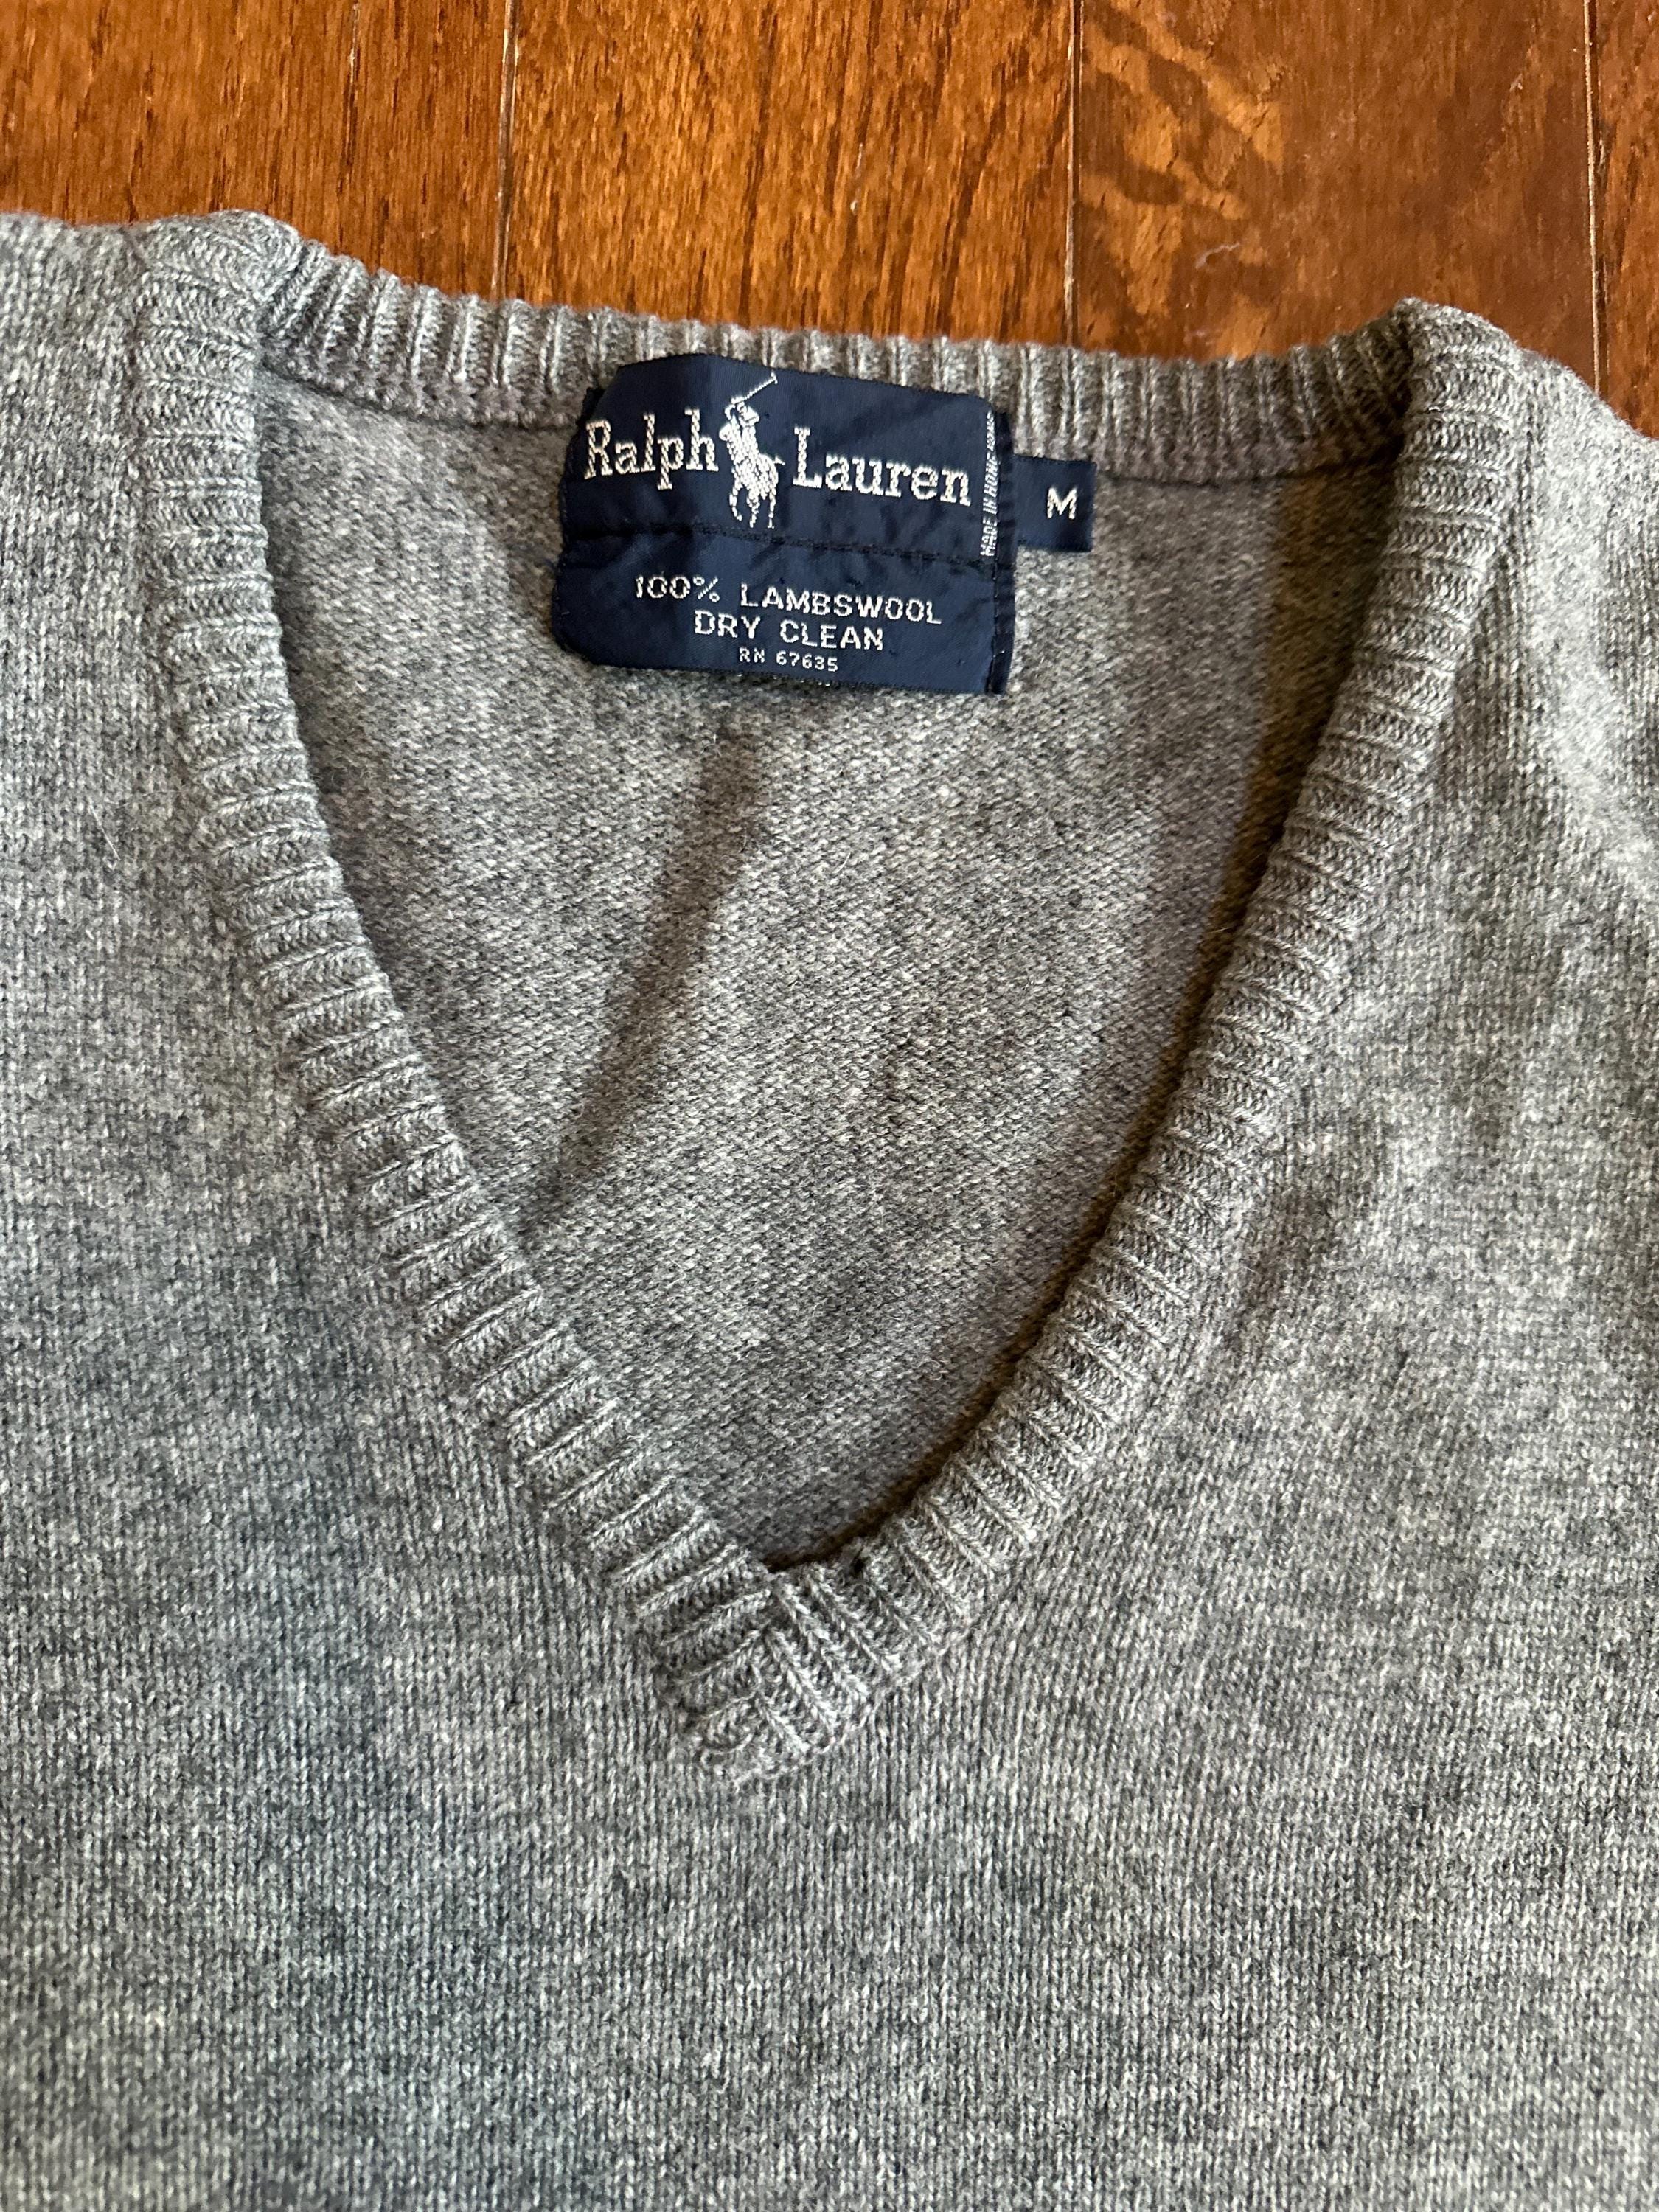 Ralph Lauren
MADE IN HONG KONG
M
100% LAMBSWOOL
DRY CLEAN
RN 67635